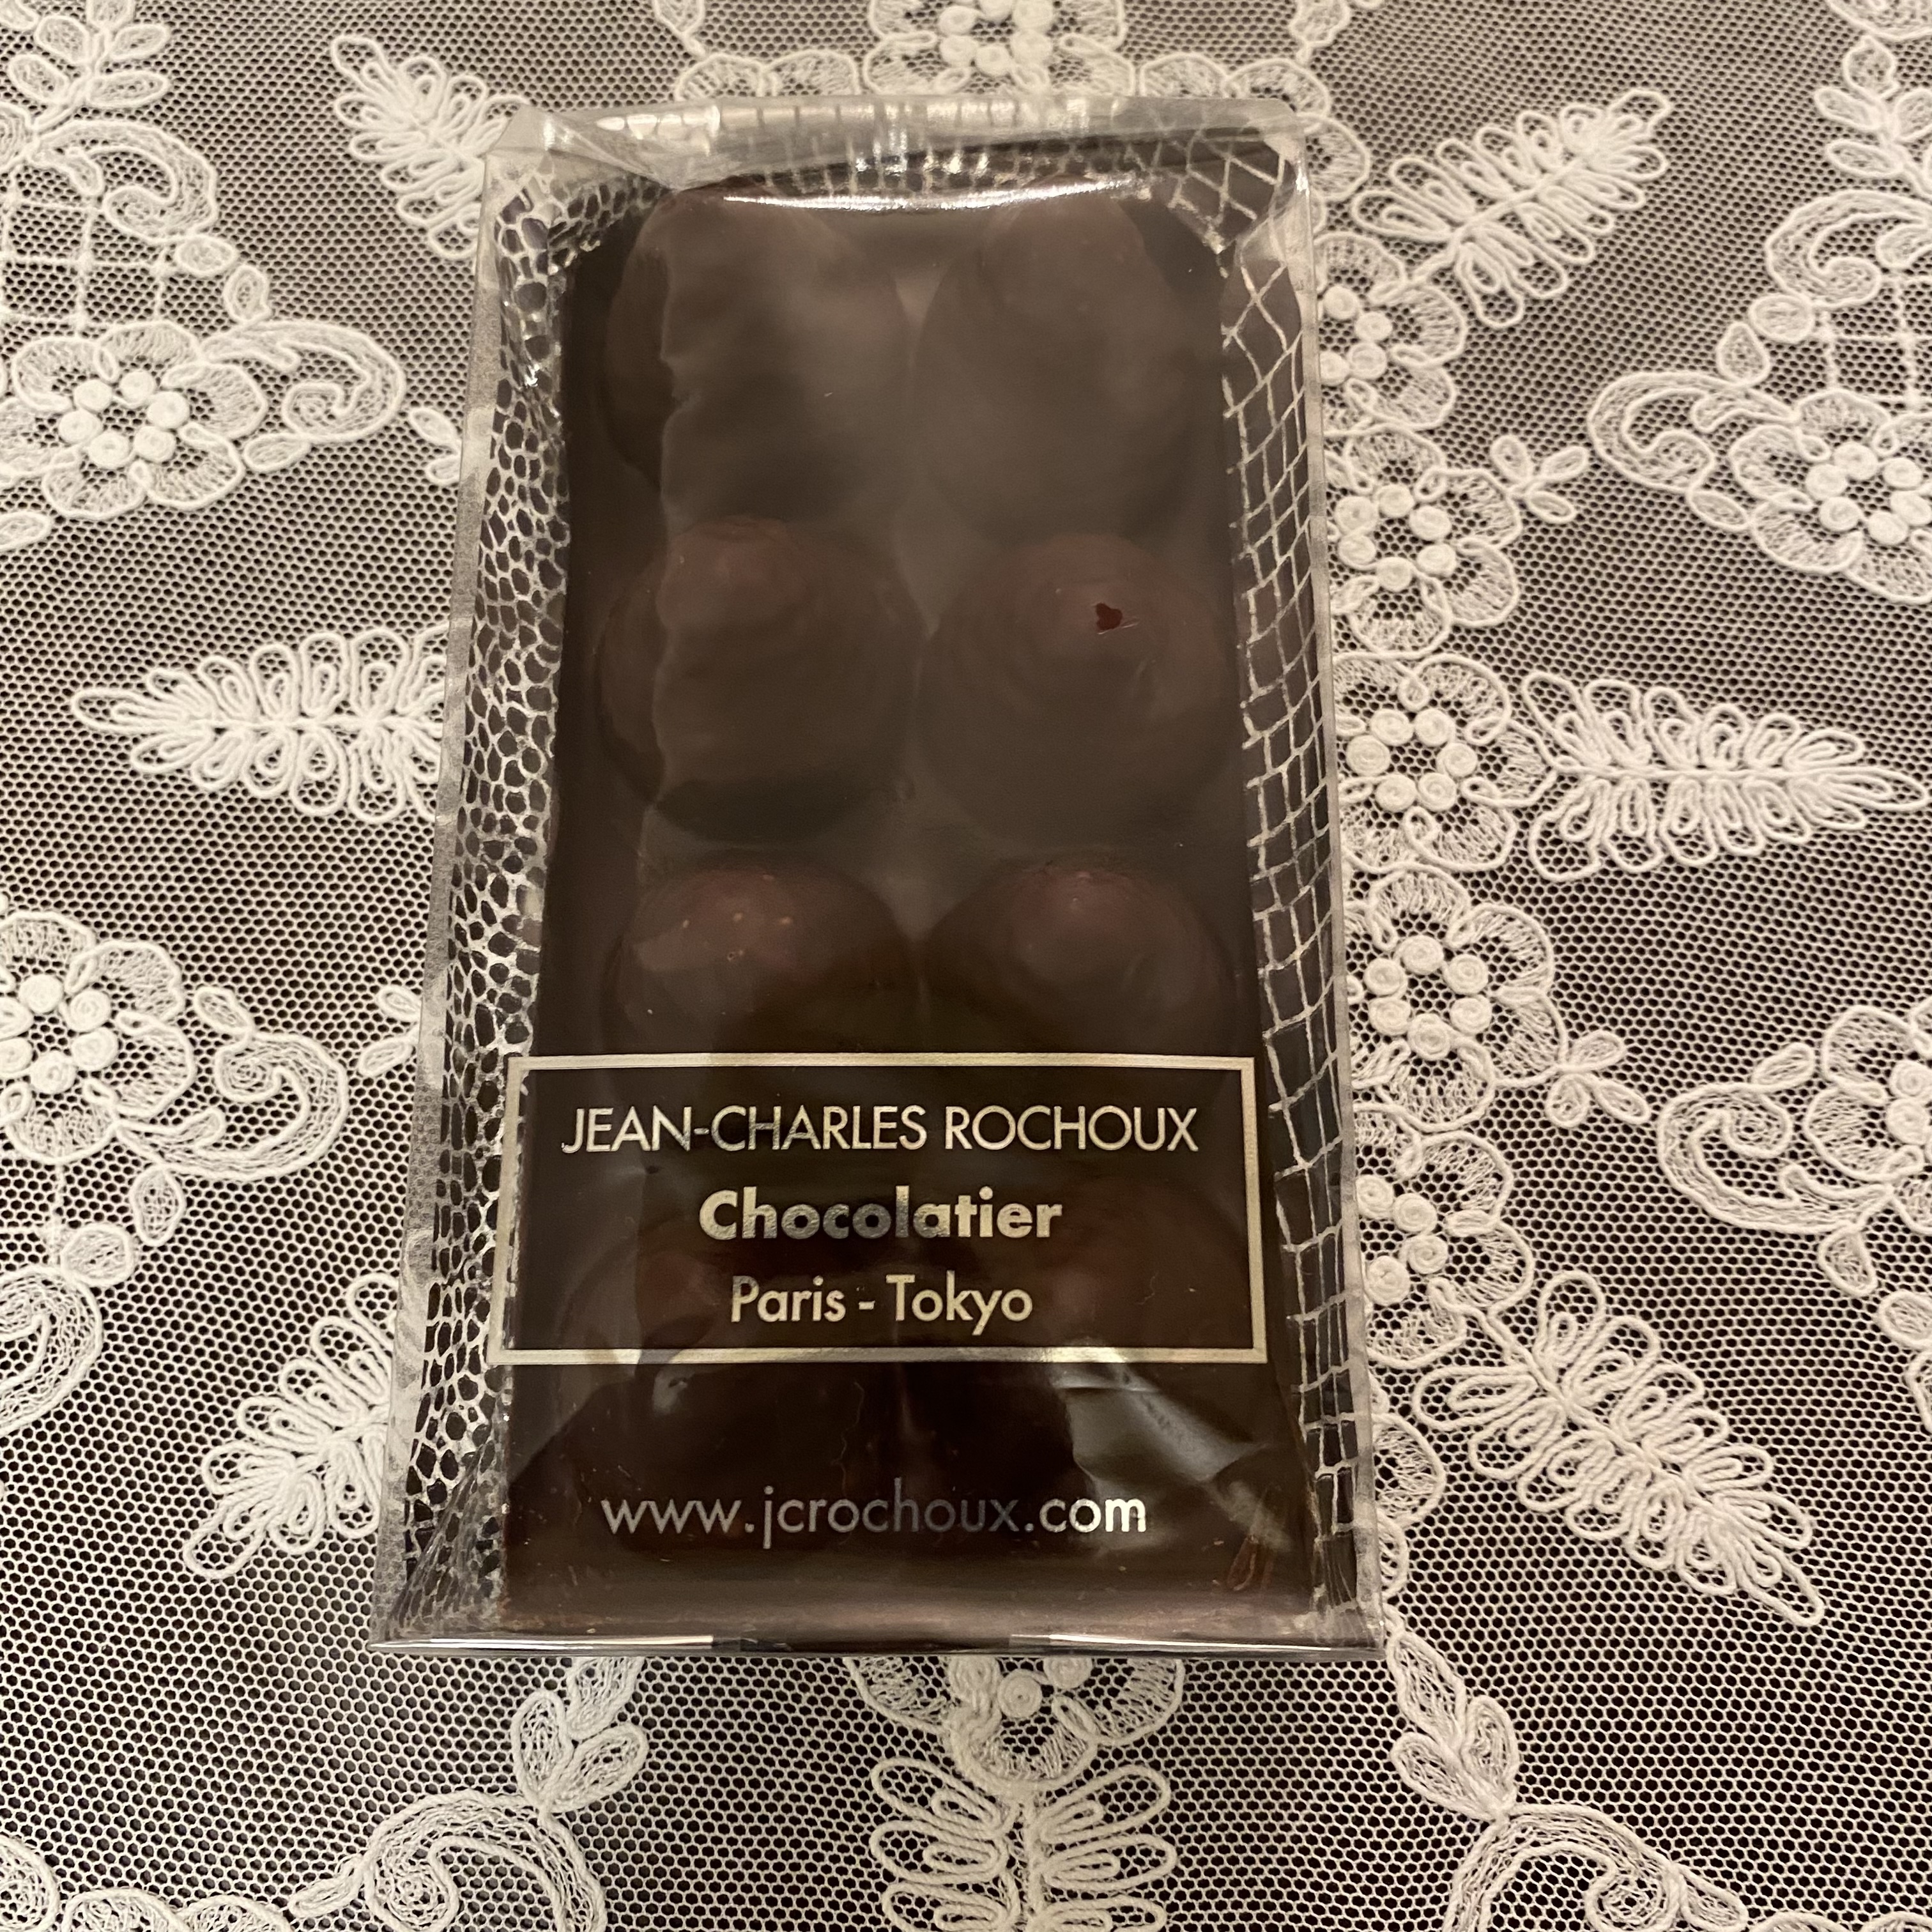 JEAN-CHARLES ROCHOUX
Chocolatier
Paris - Tokyo
www.jcrochoux.com